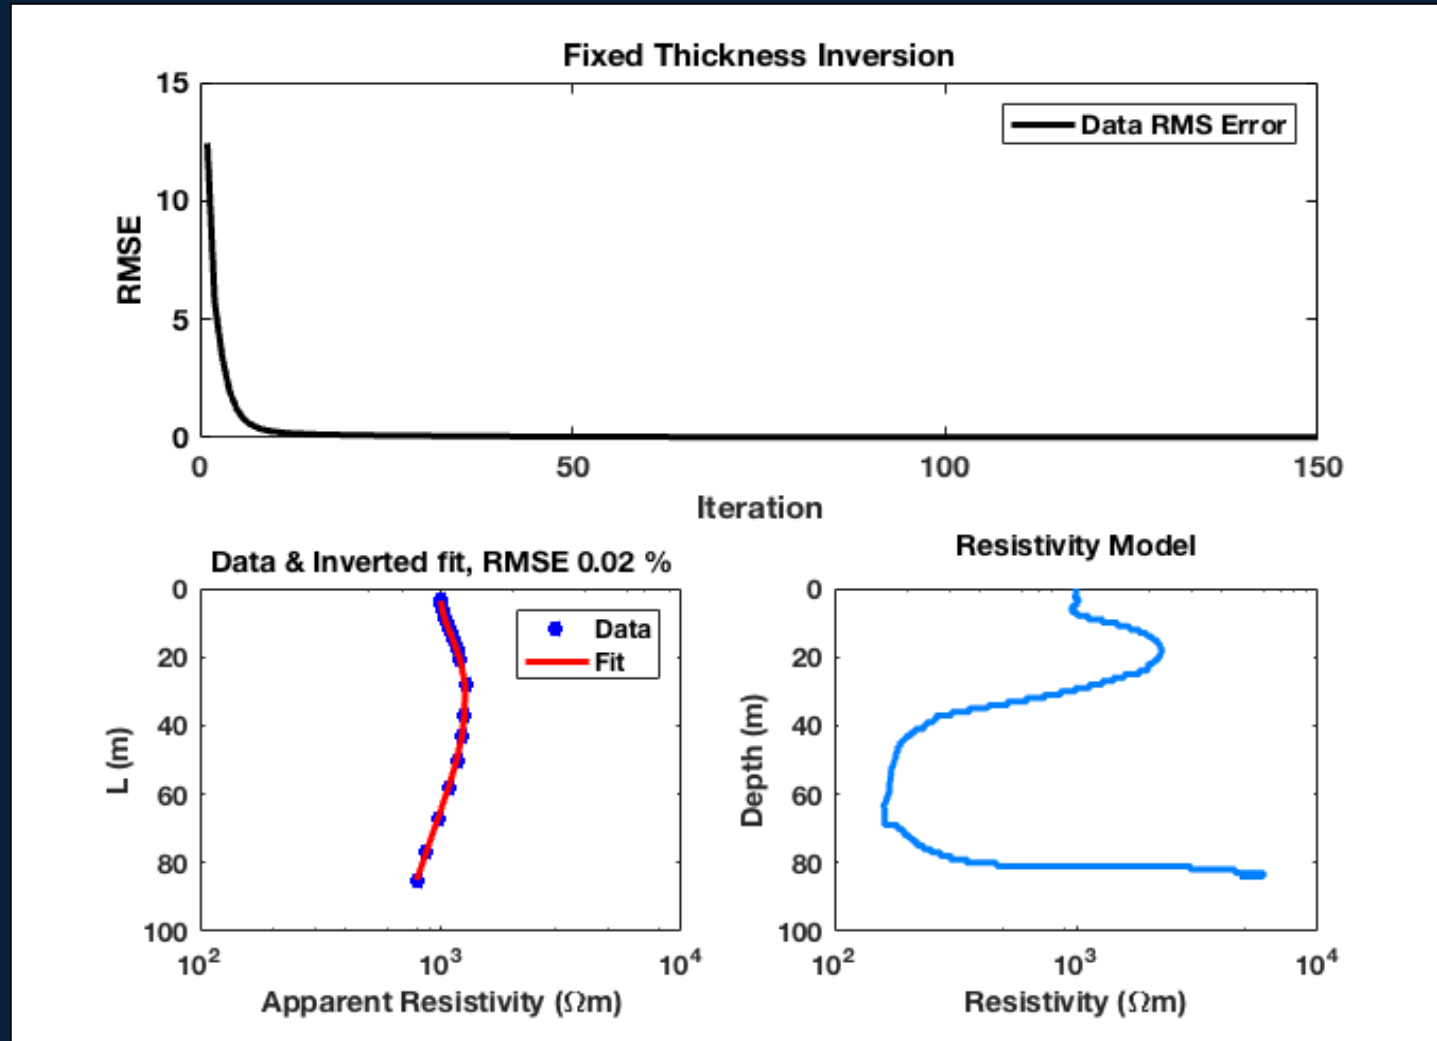 Fixed Thickness Inversion
15
10
5
0
RMSE
Data RMS Error
0 50 100 150
Iteration
Data & Inverted fit, RMSE 0.02 %
0
20
40
60
80
100
L (m)
Data
Fit
10² 10³ 10⁴
Apparent Resistivity (Ωm)
Resistivity Model
0
20
40
60
80
100
Depth (m)
10² 10³ 10⁴
Resistivity (Ωm)